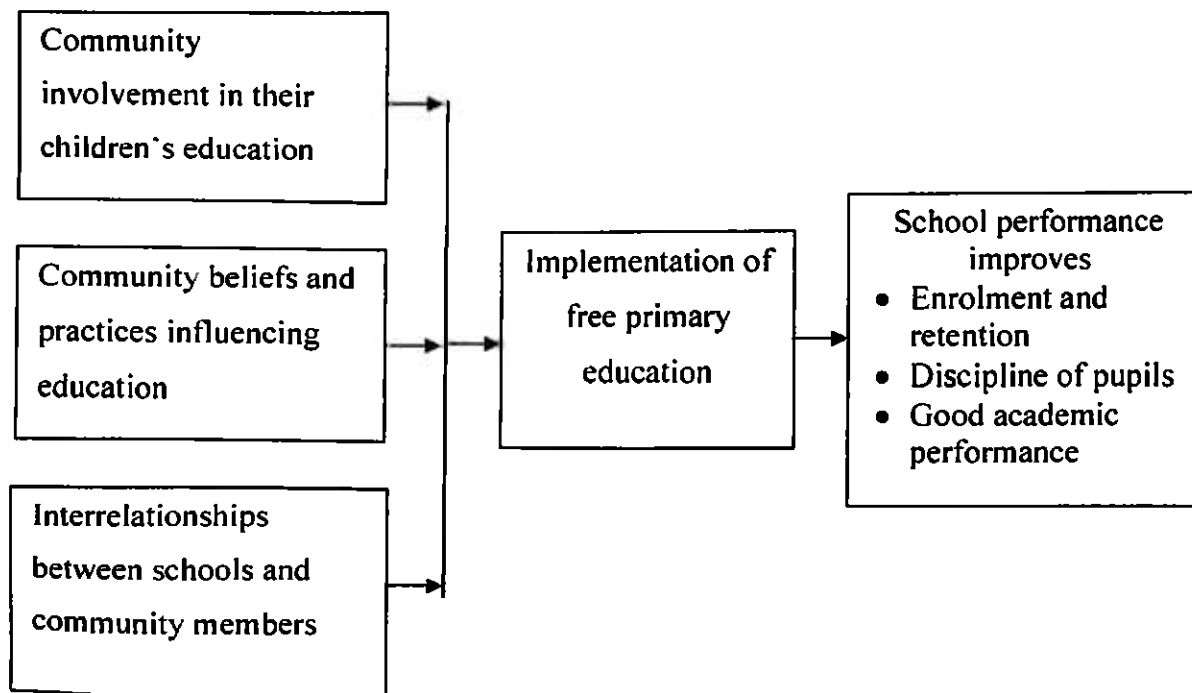 Community
involvement in their
children`s education
Community beliefs and
practices influencing
education
Interrelationships
between schools and
community members
Implementation of
free primary
education
School performance
improves
• Enrolment and
retention
• Discipline of pupils
• Good academic
performance